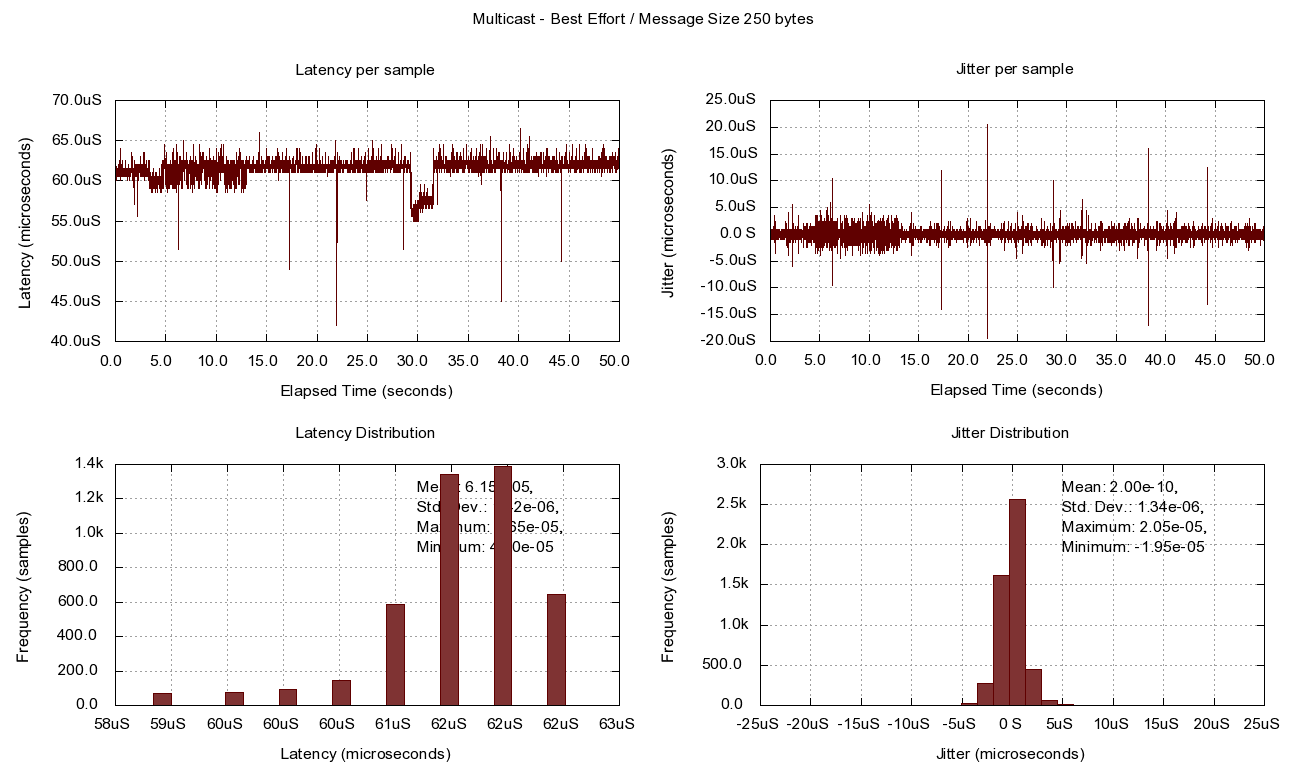 Multicast - Best Effort / Message Size 250 bytes
Latency per sample
70.0uS
65.0uS
60.0uS
55.0uS
50.0uS
45.0uS
40.0uS
Latency (microseconds)
0.0 5.0 10.0 15.0 20.0 25.0 30.0 35.0 40.0 45.0 50.0
Elapsed Time (seconds)
Jitter per sample
25.0uS
20.0uS
15.0uS
10.0uS
5.0uS
0.0 S
-5.0uS
-10.0uS
-15.0uS
-20.0uS
Jitter (microseconds)
0.0 5.0 10.0 15.0 20.0 25.0 30.0 35.0 40.0 45.0 50.0
Elapsed Time (seconds)
Latency Distribution
1.4k
1.2k
1.0k
800.0
600.0
400.0
200.0
0.0
Frequency (samples)
58uS 59uS 60uS 60uS 60uS 61uS 62uS 62uS 62uS 63uS
Latency (microseconds)
Std Dev.:
Jitter Distribution
3.0k
2.5k
2.0k
1.5k
1.0k
500.0
0.0
Frequency (samples)
-25uS -20uS -15uS -10uS -5uS 0 S 5uS 10uS 15uS 20uS 25uS
Jitter (microseconds)
Mean: 2.00e-10,
Std. Dev.: 1.34e-06,
Maximum: 2.05e-05,
Minimum: -1.95e-05